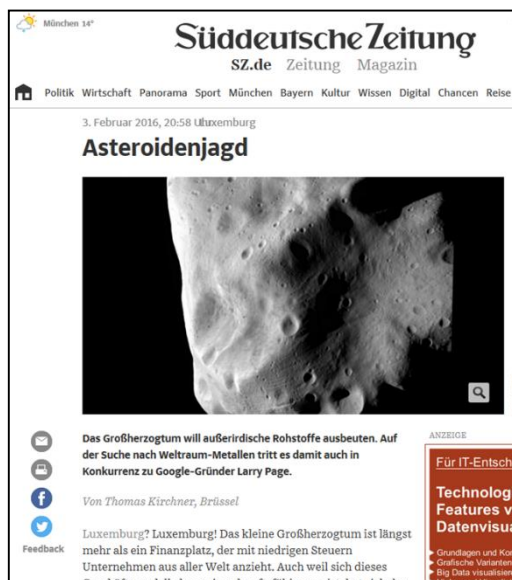 München 14°
Süddeutsche Zeitung
SZ.de Zeitung Magazin
Politik Wirtschaft Panorama Sport München Bayern Kultur Wissen Digital Chancen Reise
3. Februar 2016, 20:58 Luxemburg
Asteroidenjagd
Das Großherzogtum will außerirdische Rohstoffe ausbeuten. Auf
der Suche nach Weltraum-Metallen tritt es damit auch in
Konkurrenz zu Google-Gründer Larry Page.
Von Thomas Kirchner, Brüssel
Luxemburg? Luxemburg! Das kleine Großherzogtum ist längst
mehr als ein Finanzplatz, der mit niedrigen Steuern
Unternehmen aus aller Welt anzieht. Auch weil sich dieses
Feedback
ANZEIGE
Für IT-Entsch
Technolog
Features v
Datenvisua
Grundlagen und Kon
Grafische Varianten
Big Data visualisier